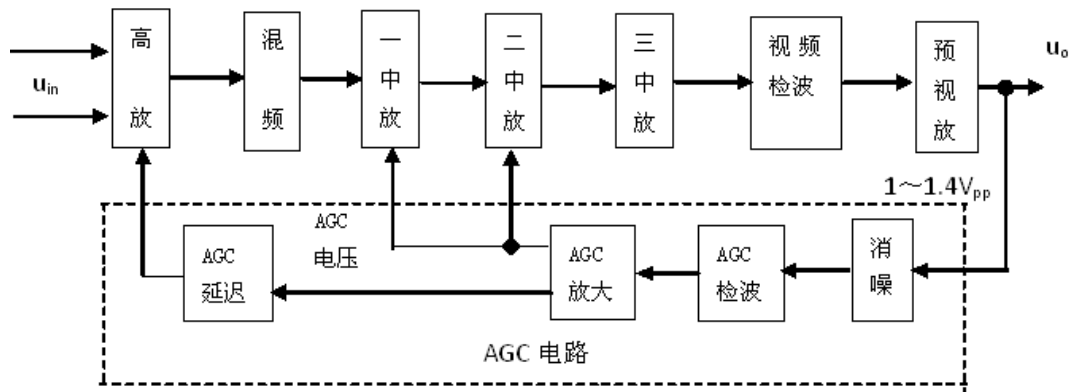 高放
混频
一中放
二中放
三中放
视频
检波
预视放
u_in
u_o
1～1.4V_pp
AGC
延迟
AGC
电压
AGC
放大
AGC
检波
消噪
AGC 电路